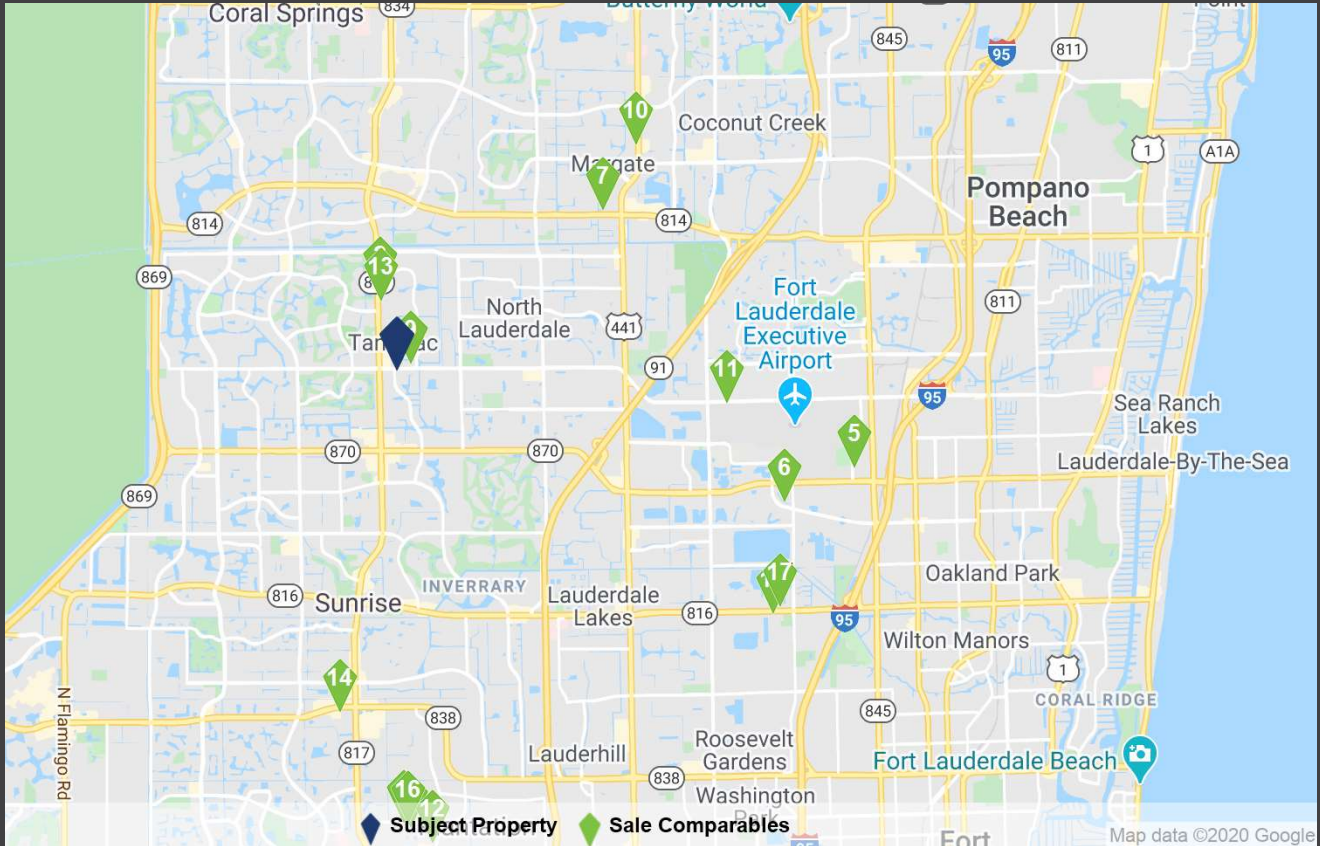 Coral Springs
834
Butterfly World
845
95
811
Point
10
Coconut Creek
Margate
7
1
A1A
Pompano
Beach
814
814
13
869
811
North
Lauderdale
441
Fort
Lauderdale
Executive
Airport
9
91
11
95
Sea Ranch
Lakes
5
870
870
Lauderdale-By-The-Sea
6
869
17
INVERRARY
Oakland Park
816
Sunrise
Lauderdale
Lakes
816
95
Wilton Manors
14
1
N Flamingo Rd
CORAL RIDGE
838
845
817
Lauderhill
Roosevelt
Gardens
Fort Lauderdale Beach
838
16
12
Washington
Subject Property
Sale Comparables
95
Fort
Map data ©2020 Google